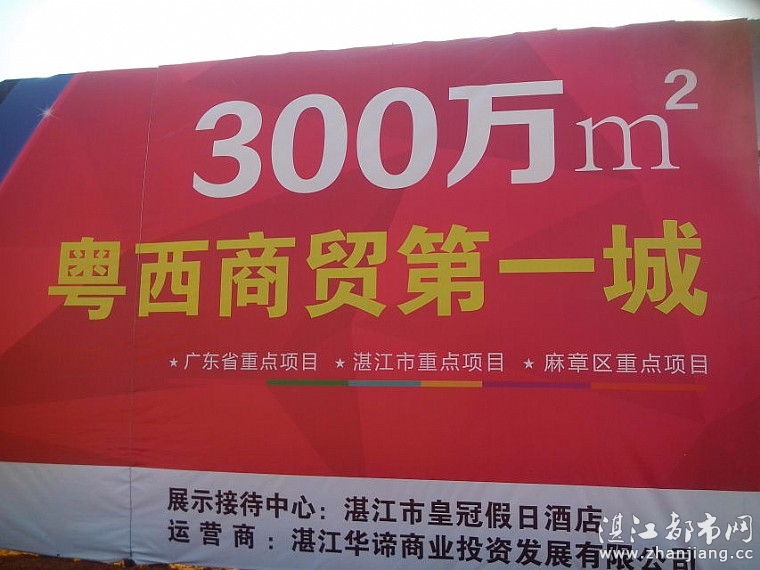 300万m²
粤西商贸第一城
★广东省重点项目 ★湛江市重点项目 ★麻章区重点项目
展示接待中心：湛江市皇冠假日酒店
运营商：湛江华谛商业投资发展有限公司
湛江都市网
www.zhanjiang.cc